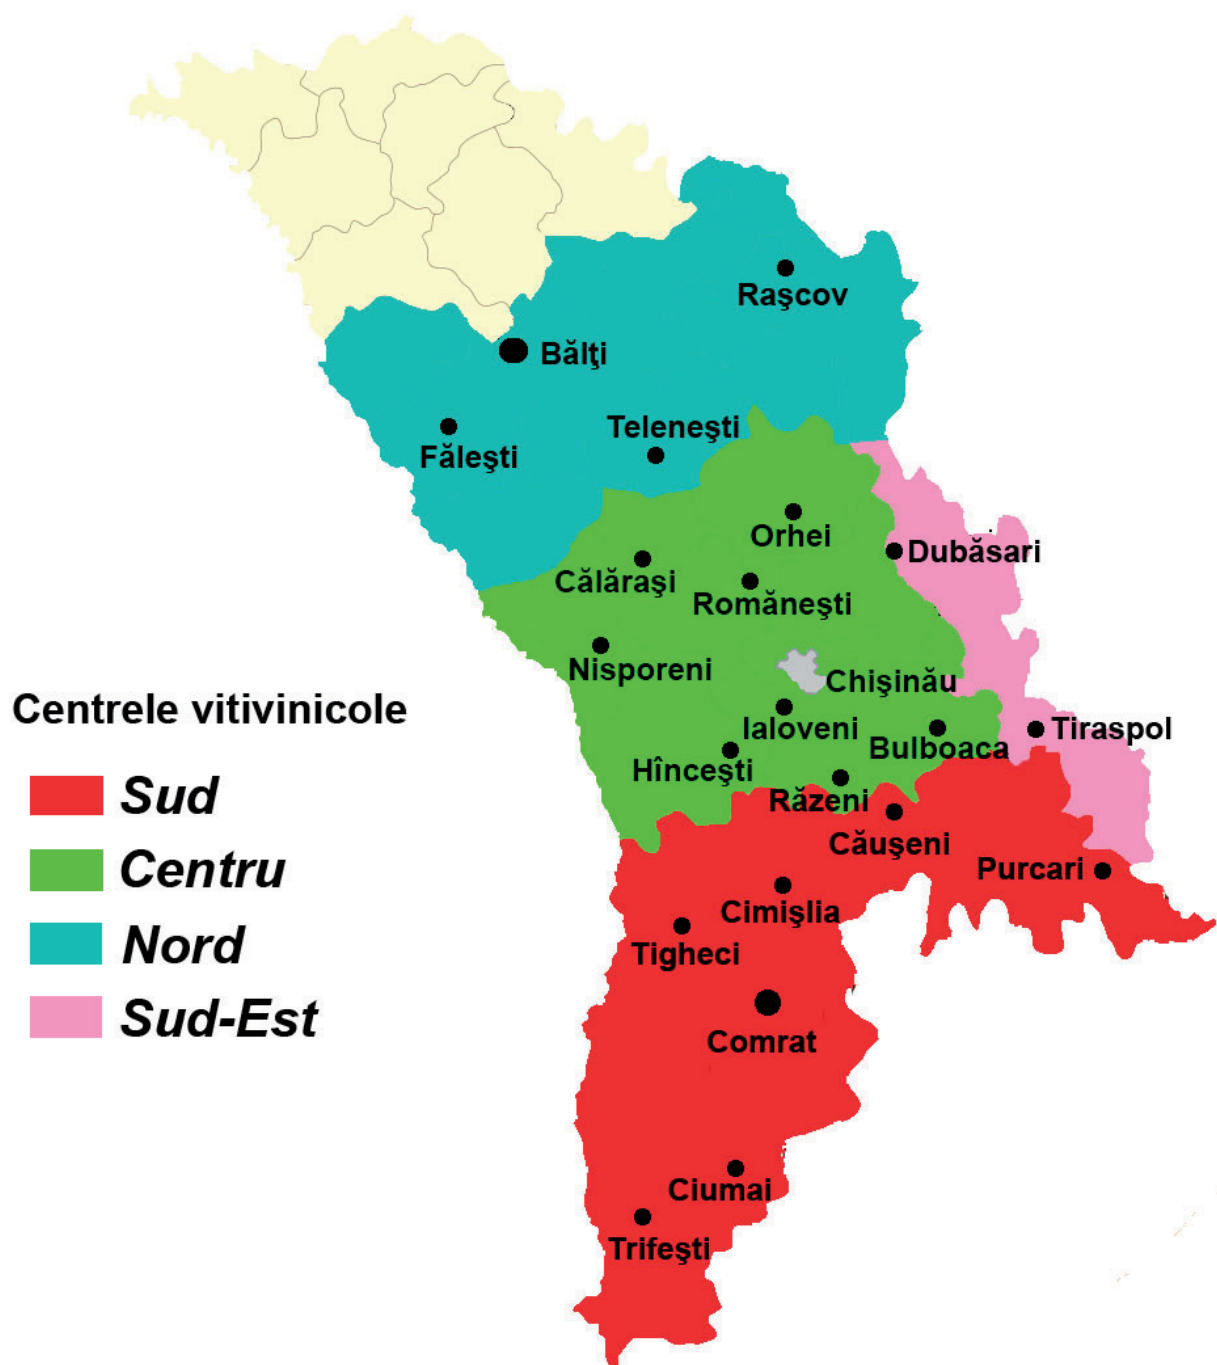 Raşcov
Bălţi
Teleneşti
Făleşti
Orhei
Dubăsari
Călăraşi
Romăneşti
Nisporeni
Chişinău
Centrele vitivinicole
Ialoveni
Tiraspol
Bulboaca
Hînceşti
Răzeni
Sud
Căuşeni
Centru
Purcari
Cimişlia
Nord
Tigheci
Sud-Est
Comrat
Ciumai
Trifeşti